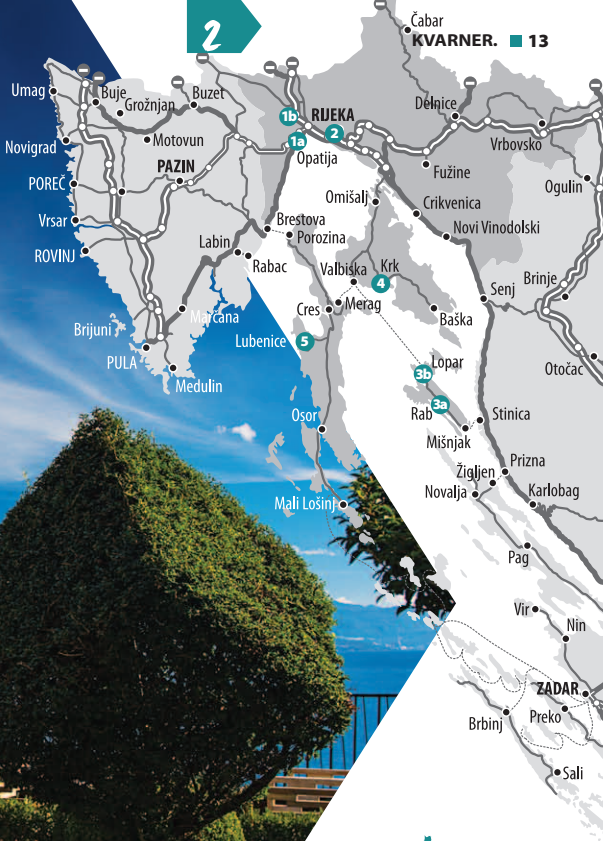 2
Čabar
KVARNER. 13
Umag
Buje
Grožnjan
Buzet
1b
RIJEKA
2
Delnice
Vrbovsko
Novigrad
Motovun
1a
Opatija
PAZIN
Fužine
Ogulin
POREČ
Omišalj
Crikvenica
Vrsar
Brestova
Porozina
Novi Vinodolski
ROVINJ
Labin
Rabac
Valbiska
Krk
4
Brinje
Senj
Cres
Merag
Baška
Marčana
Brijuni
Lubenice
5
PULA
Lopar
3b
Otočac
Medulin
3a
Rab
Stinica
Osor
Mišnjak
Žigljen
Prizna
Novalja
Karlobag
Mali Lošinj
Pag
Vir
Nin
ZADAR
Brbinj
Preko
Sali